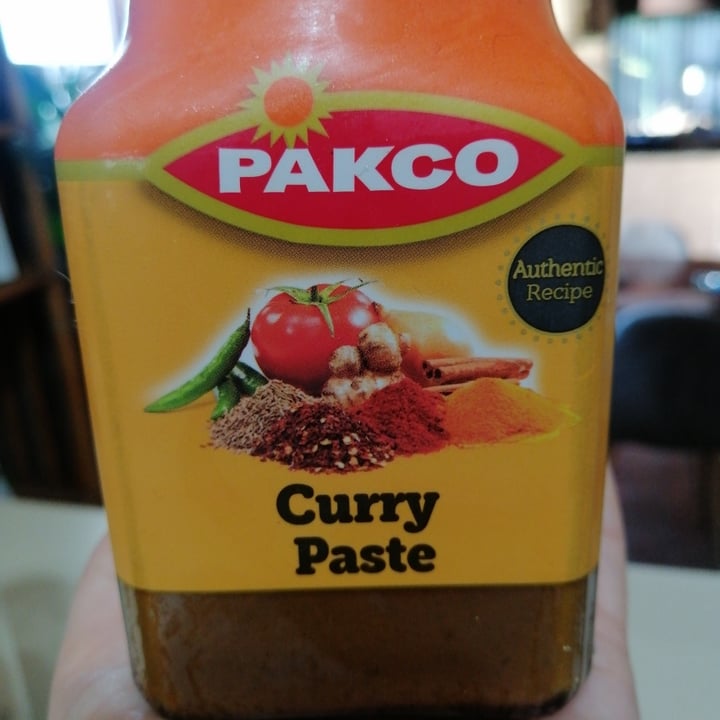 PAKCO
Authentic
Recipe
Curry
Paste